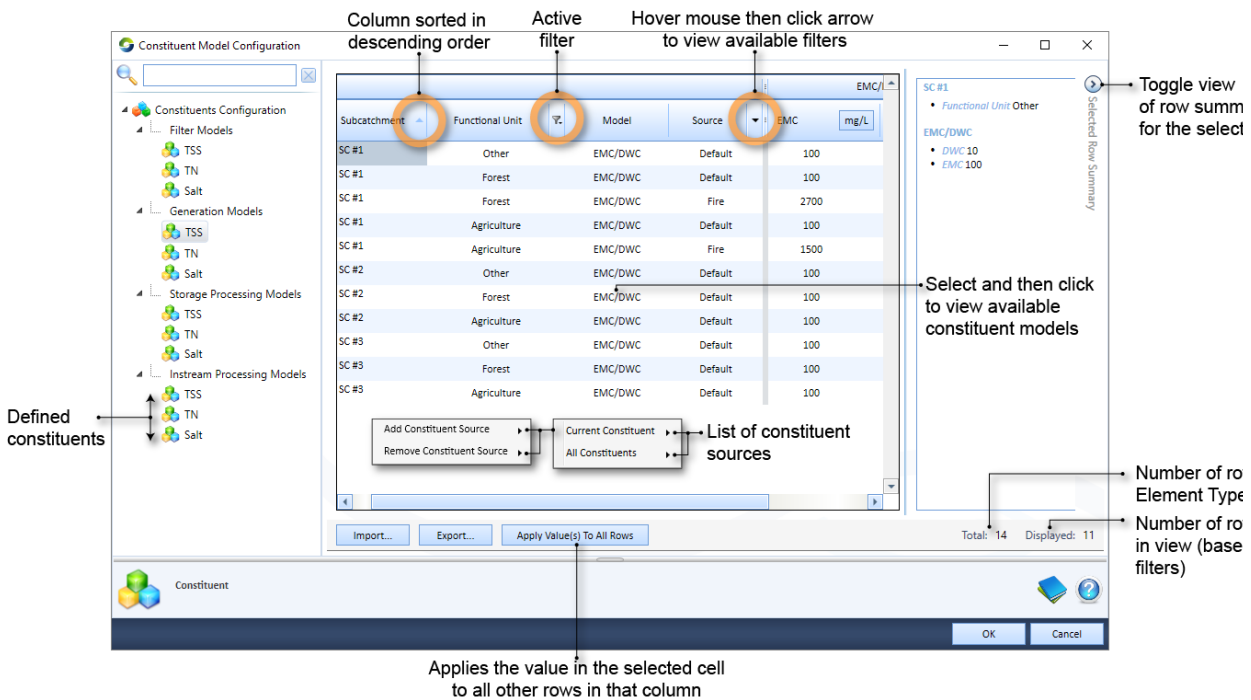 Column sorted in
descending order
Active
filter
Hover mouse then click arrow
to view available filters
Constituent Model Configuration
Constituents Configuration
Filter Models
TSS
TN
Salt
Generation Models
TSS
TN
Salt
Storage Processing Models
TSS
TN
Salt
Instream Processing Models
TSS
TN
Salt
Defined
constituents
EMC/
Subcatchment Functional Unit Model Source EMC mg/L
SC #1 Other EMC/DWC Default 100
SC #1 Forest EMC/DWC Default 100
SC #1 Forest EMC/DWC Fire 2700
SC #1 Agriculture EMC/DWC Default 100
SC #1 Agriculture EMC/DWC Fire 1500
SC #2 Other EMC/DWC Default 100
SC #2 Forest EMC/DWC Default 100
SC #2 Agriculture EMC/DWC Default 100
SC #3 Other EMC/DWC Default 100
SC #3 Forest EMC/DWC Default 100
SC #3 Agriculture EMC/DWC Default 100
Add Constituent Source
Remove Constituent Source
Current Constituent
All Constituents
List of constituent
sources
SC #1
• Functional Unit Other
EMC/DWC
• DWC 10
• EMC 100
Selected Row Summary
Toggle view
of row summ
for the select
Select and then click
to view available
constituent models
Number of ro
Element Type
Number of ro
in view (base
filters)
Import... Export... Apply Value(s) To All Rows
Total: 14 Displayed: 11
Constituent
OK Cancel
Applies the value in the selected cell
to all other rows in that column